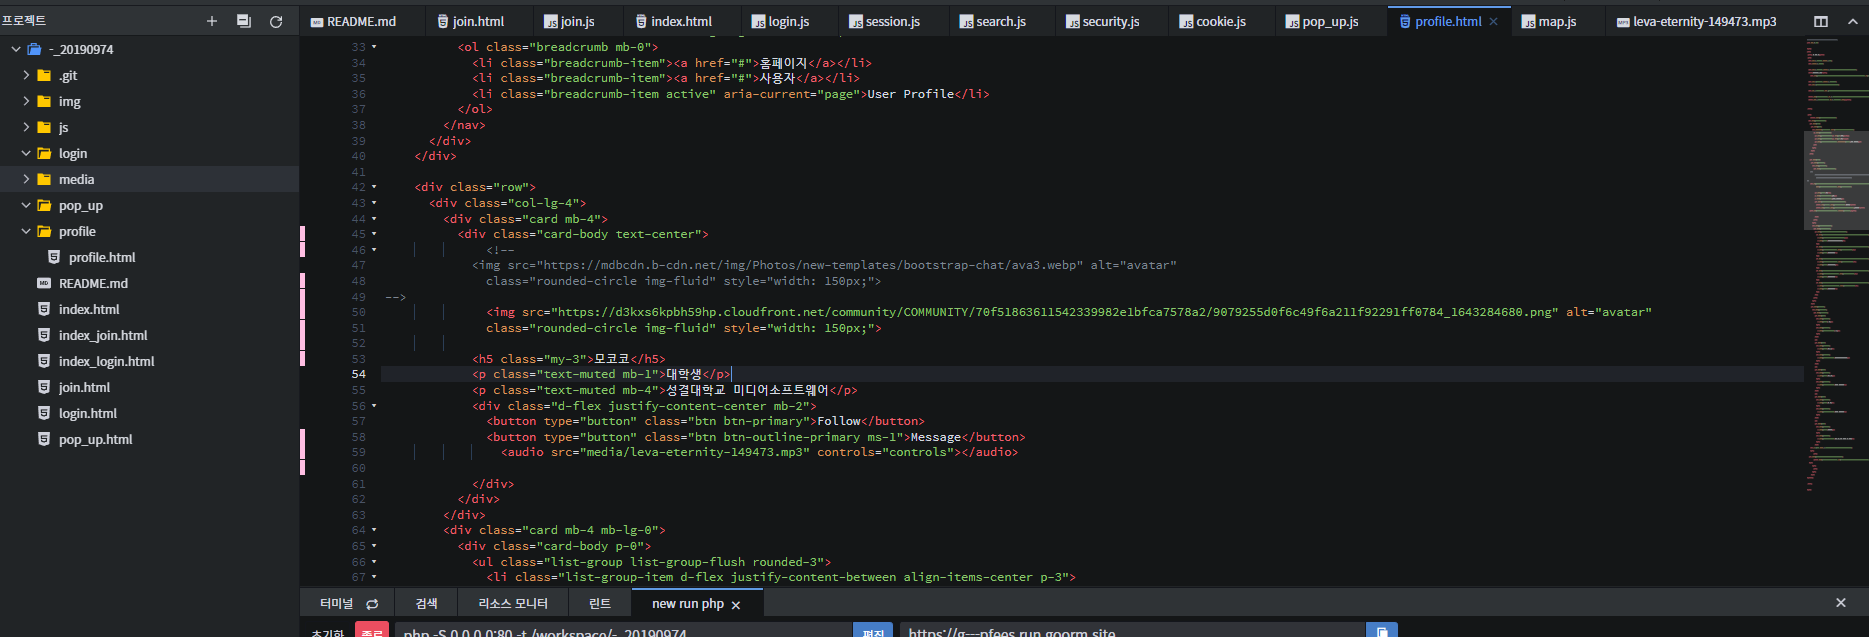 프로젝트
README.md
join.html
join.js
index.html
login.js
session.js
search.js
security.js
cookie.js
pop_up.js
profile.html
map.js
leva-eternity-149473.mp3
-_20190974
.git
img
js
login
media
pop_up
profile
profile.html
README.md
index.html
index_join.html
index_login.html
join.html
login.html
pop_up.html
33 <ol class="breadcrumb mb-0">
34 <li class="breadcrumb-item"><a href="#">홈페이지</a></li>
35 <li class="breadcrumb-item"><a href="#">사용자</a></li>
36 <li class="breadcrumb-item active" aria-current="page">User Profile</li>
37 </ol>
38 </nav>
39 </div>
40 </div>
41
42 <div class="row">
43 <div class="col-lg-4">
44 <div class="card mb-4">
45 <div class="card-body text-center">
46 <!--
47 <img src="https://mdbcdn.b-cdn.net/img/Photos/new-templates/bootstrap-chat/ava3.webp" alt="avatar"
48 class="rounded-circle img-fluid" style="width: 150px;">
49 -->
50 <img src="https://d3kxs6kpbh59hp.cloudfront.net/community/COMMUNITY/70f51863611542339982e1bfca7578a2/9079255d0f6c49f6a211f92291ff0784_1643284680.png" alt="avatar"
51 class="rounded-circle img-fluid" style="width: 150px;">
52
53 <h5 class="my-3">모코코</h5>
54 <p class="text-muted mb-1">대학생</p>
55 <p class="text-muted mb-4">성결대학교 미디어소프트웨어</p>
56 <div class="d-flex justify-content-center mb-2">
57 <button type="button" class="btn btn-primary">Follow</button>
58 <button type="button" class="btn btn-outline-primary ms-1">Message</button>
59 <audio src="media/leva-eternity-149473.mp3" controls="controls"></audio>
60
61 </div>
62 </div>
63 </div>
64 <div class="card mb-4 mb-lg-0">
65 <div class="card-body p-0">
66 <ul class="list-group list-group-flush rounded-3">
67 <li class="list-group-item d-flex justify-content-between align-items-center p-3">
터미널
검색
리소스 모니터
린트
new run php
초기화
종료
php -S 0.0.0.0:80 -t /workspace/-_20190974
편집
https://g---pfees.run.goorm.site